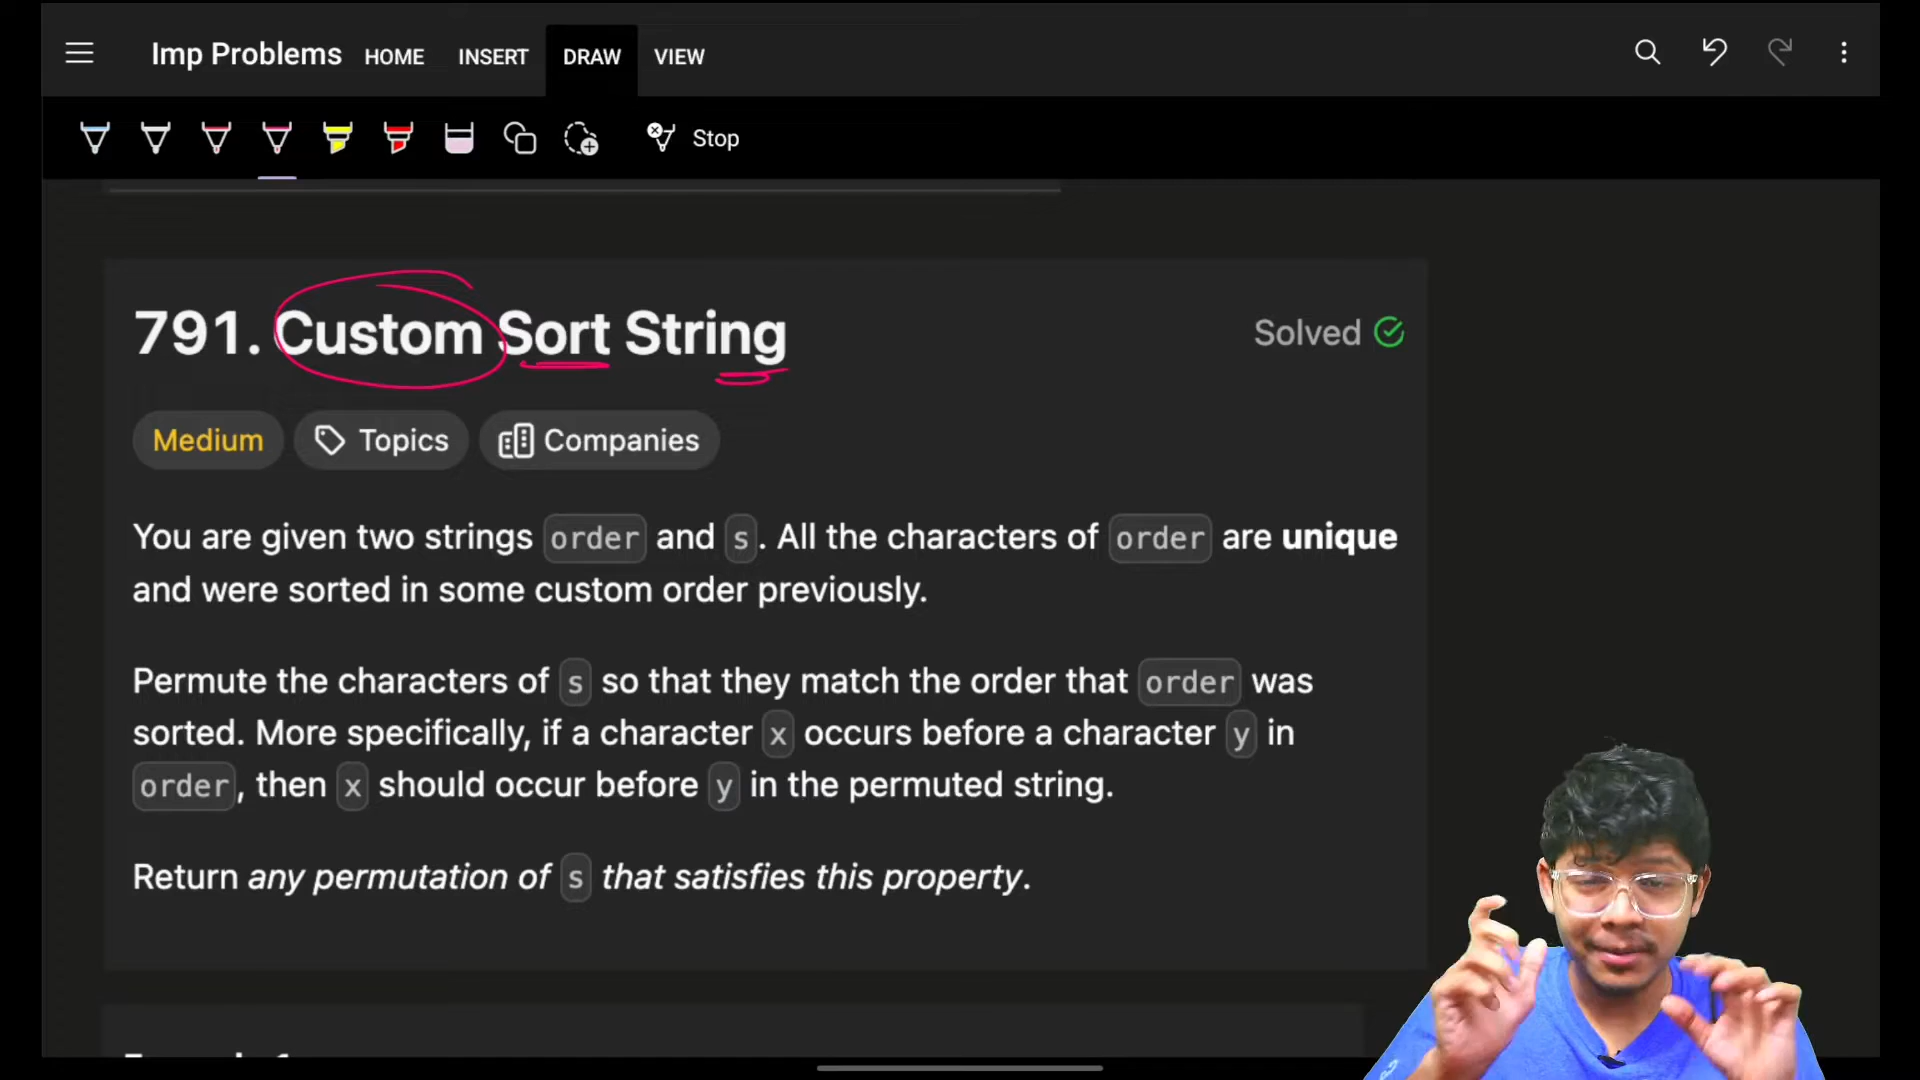 Imp Problems HOME INSERT DRAW VIEW
Stop
791. Custom Sort String
Solved
Medium Topics Companies
You are given two strings order and s. All the characters of order are unique
and were sorted in some custom order previously.
Permute the characters of s so that they match the order that order was
sorted. More specifically, if a character x occurs before a character y in
order, then x should occur before y in the permuted string.
Return any permutation of s that satisfies this property.